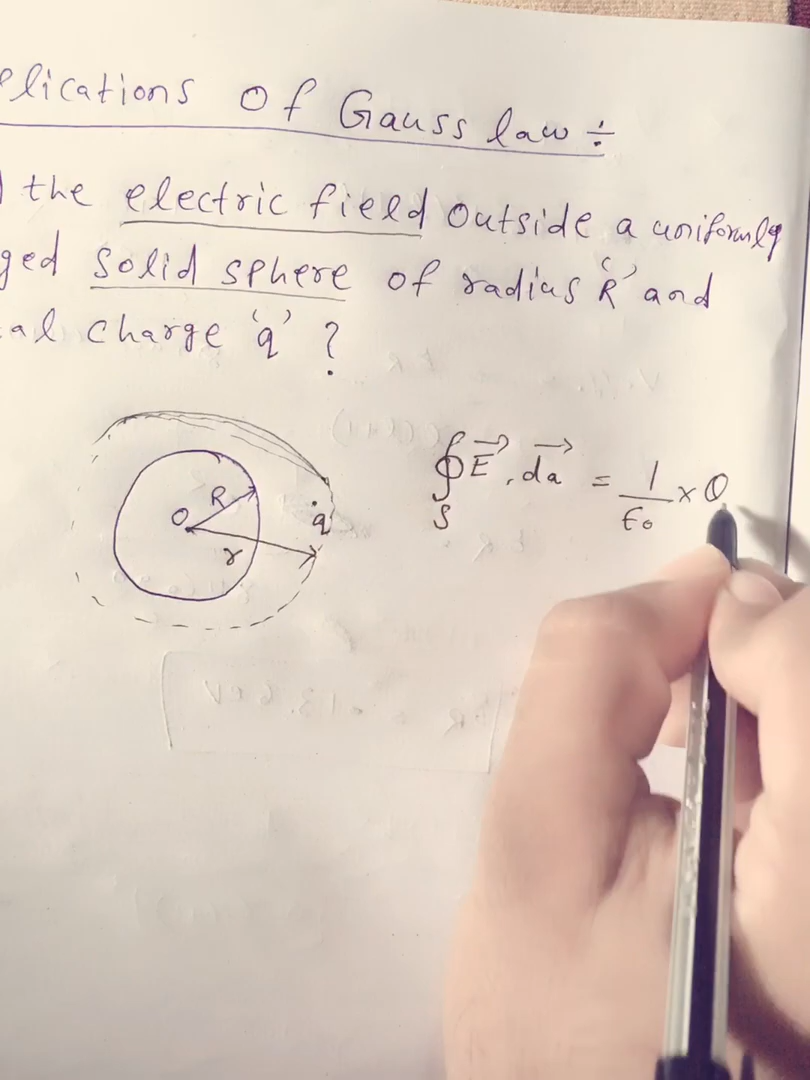 plications of Gauss law ÷
the electric field outside a uniformly
ged solid sphere of radius 'R' and
al charge 'q' ?
R
O
q
r
∮_S E⃗ . d⃗a = 1/ϵ₀ × Q